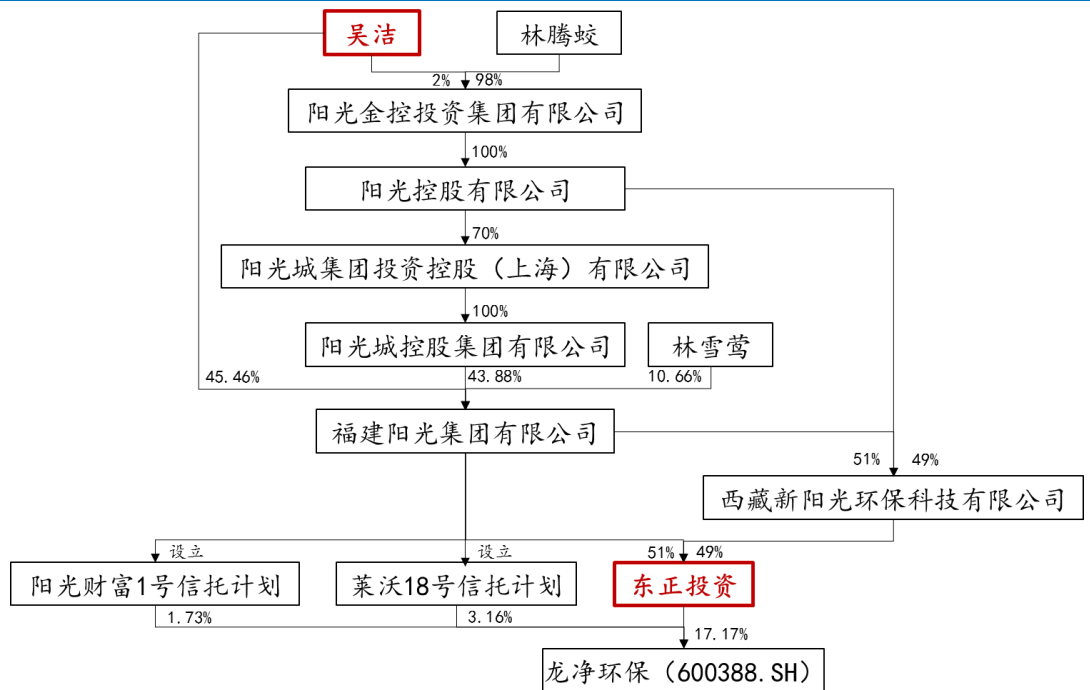 吴洁
林腾蛟
2%
98%
阳光金控投资集团有限公司
100%
阳光控股有限公司
70%
阳光城集团投资控股（上海）有限公司
100%
阳光城控股集团有限公司
林雪莺
45.46%
43.88%
10.66%
福建阳光集团有限公司
51%
49%
西藏新阳光环保科技有限公司
设立
设立
51%
49%
阳光财富1号信托计划
莱沃18号信托计划
东正投资
1.73%
3.16%
17.17%
龙净环保（600388.SH）